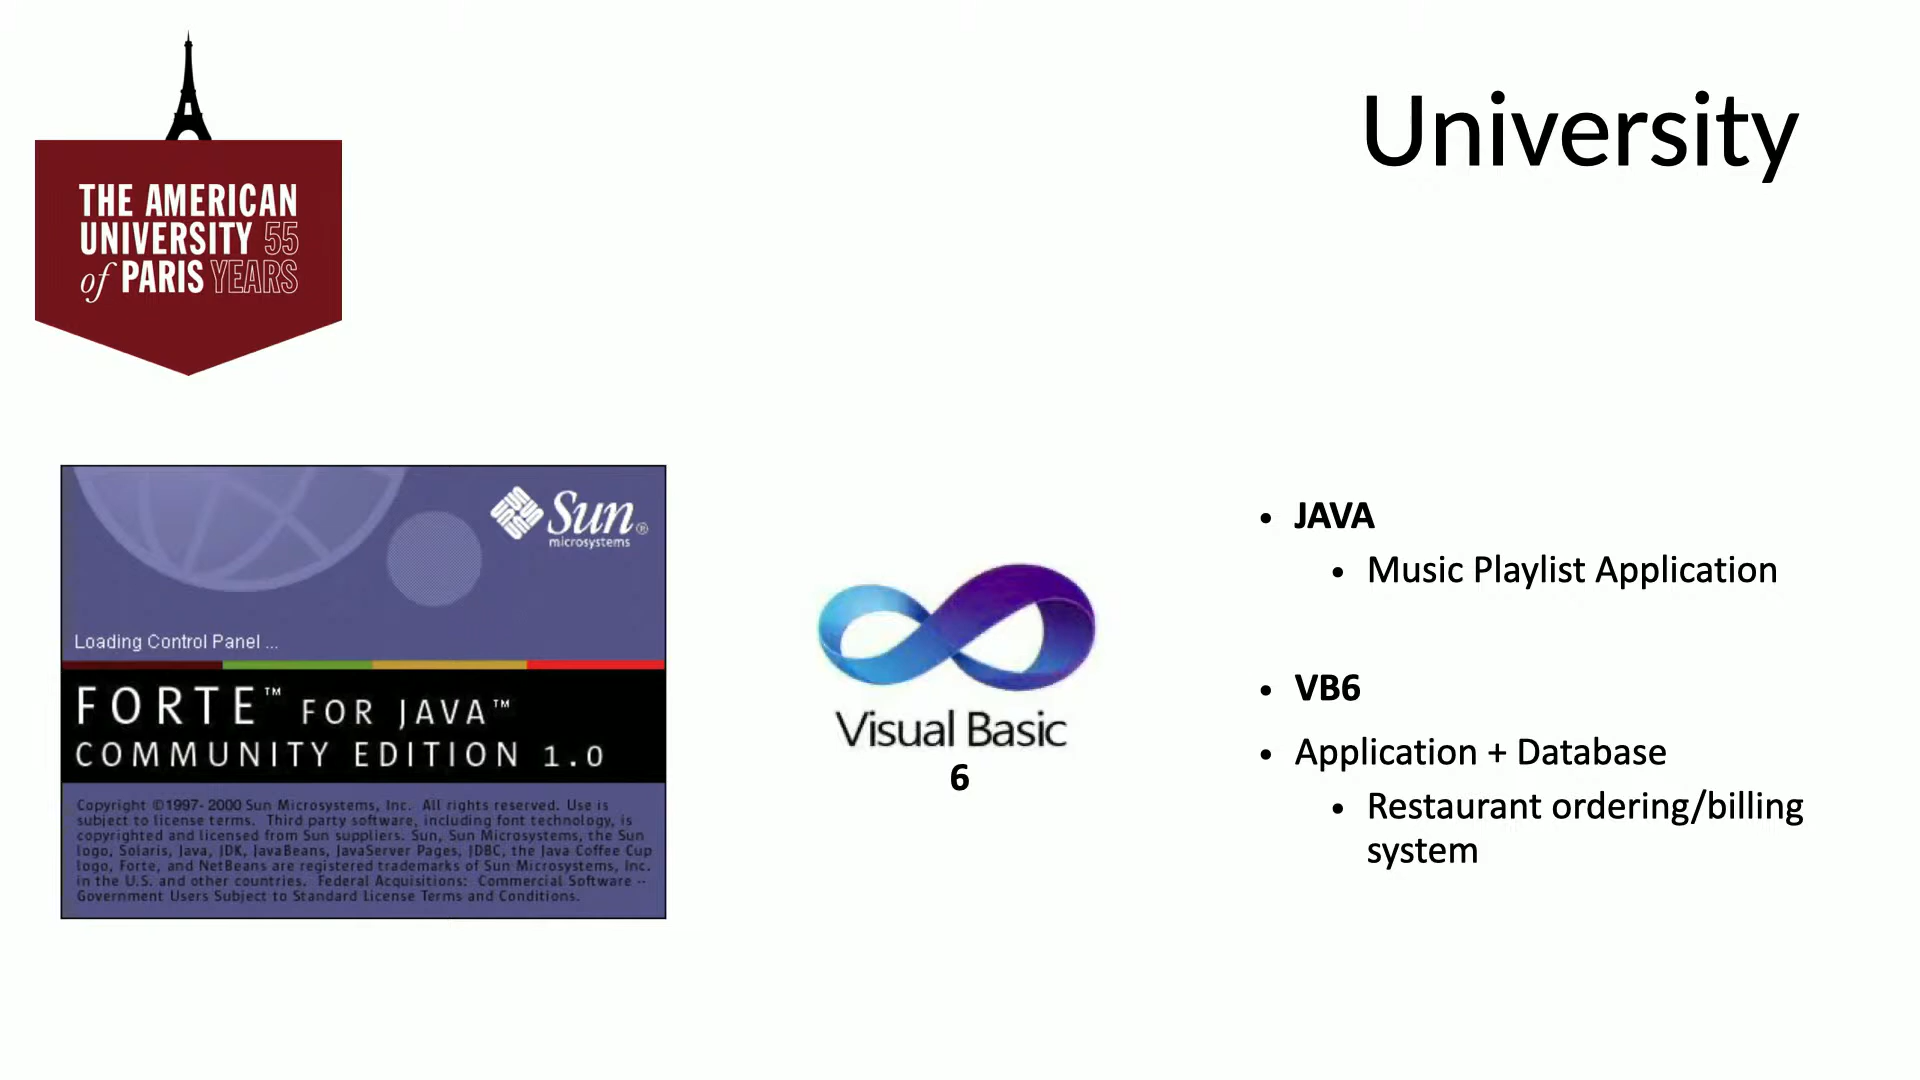 University
THE AMERICAN
UNIVERSITY 55
of PARIS YEARS
Sun®
microsystems
Loading Control Panel ...
FORTE™ FOR JAVA™
COMMUNITY EDITION 1.0
Copyright ©1997- 2000 Sun Microsystems, Inc. All rights reserved. Use is
subject to license terms. Third party software, including font technology, is
copyrighted and licensed from Sun suppliers. Sun, Sun Microsystems, the Sun
logo, Solaris, Java, JDK, JavaBeans, JavaServer Pages, JDBC, the Java Coffee Cup
logo, Forte, and NetBeans are registered trademarks of Sun Microsystems, Inc.
in the U.S. and other countries. Federal Acquisitions: Commercial Software --
Government Users Subject to Standard License Terms and Conditions.
Visual Basic
6
• JAVA
• Music Playlist Application
• VB6
• Application + Database
• Restaurant ordering/billing
system